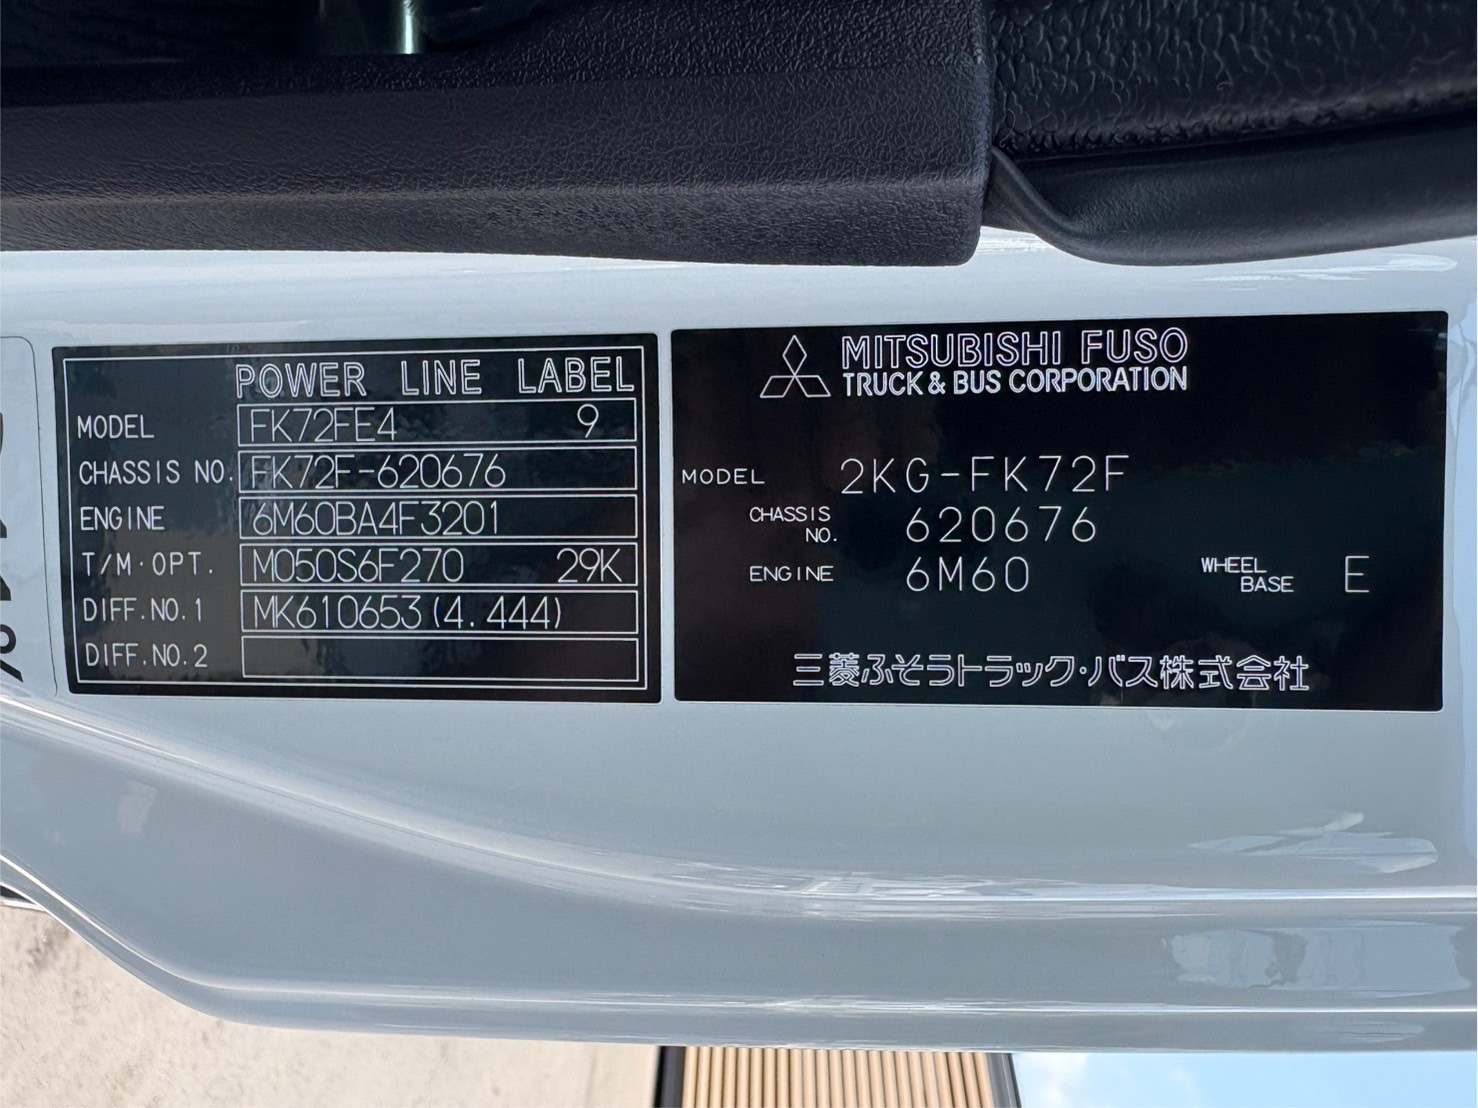 POWER LINE LABEL
MODEL FK72FE4 9
CHASSIS NO. FK72F-620676
ENGINE 6M60BA4F3201
T/M·OPT. M050S6F270 29K
DIFF.NO.1 MK610653(4.444)
DIFF.NO.2
MITSUBISHI FUSO
TRUCK & BUS CORPORATION
MODEL 2KG-FK72F
CHASSIS NO. 620676
ENGINE 6M60 WHEEL BASE E
三菱ふそうトラック・バス株式会社